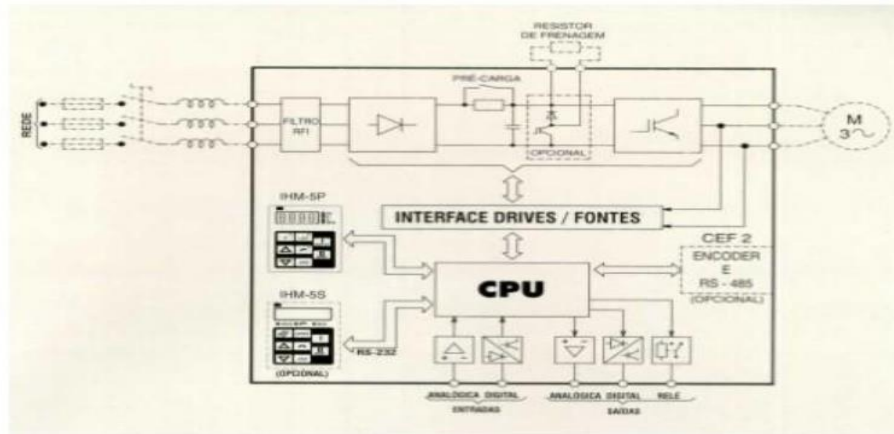 RESISTOR
DE FRENAGEM
PRÉ-CARGA
REDE
FILTRO
RFI
OPCIONAL
M
3
IHM-5P
INTERFACE DRIVES / FONTES
CEF 2
ENCODER
E
RS - 485
(OPCIONAL)
CPU
IHM-5S
RS-232
(OPCIONAL)
ANALÓGICA DIGITAL
ENTRADAS
ANALÓGICA DIGITAL RELE
SAÍDAS